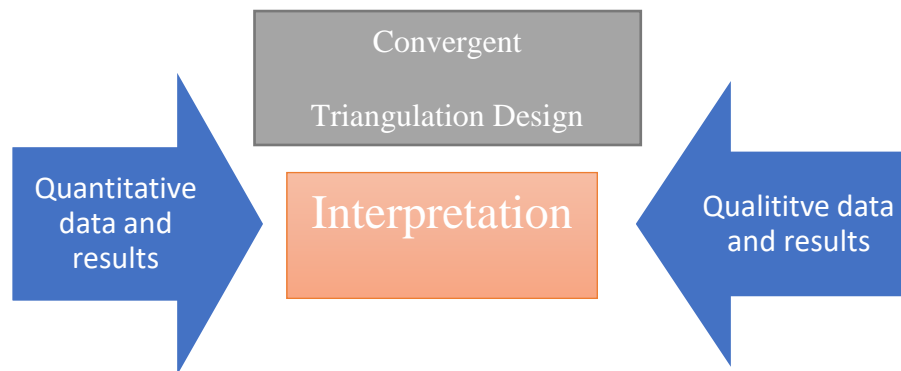 Convergent
Triangulation Design
Quantitative
data and
results
Interpretation
Qualititve data
and results